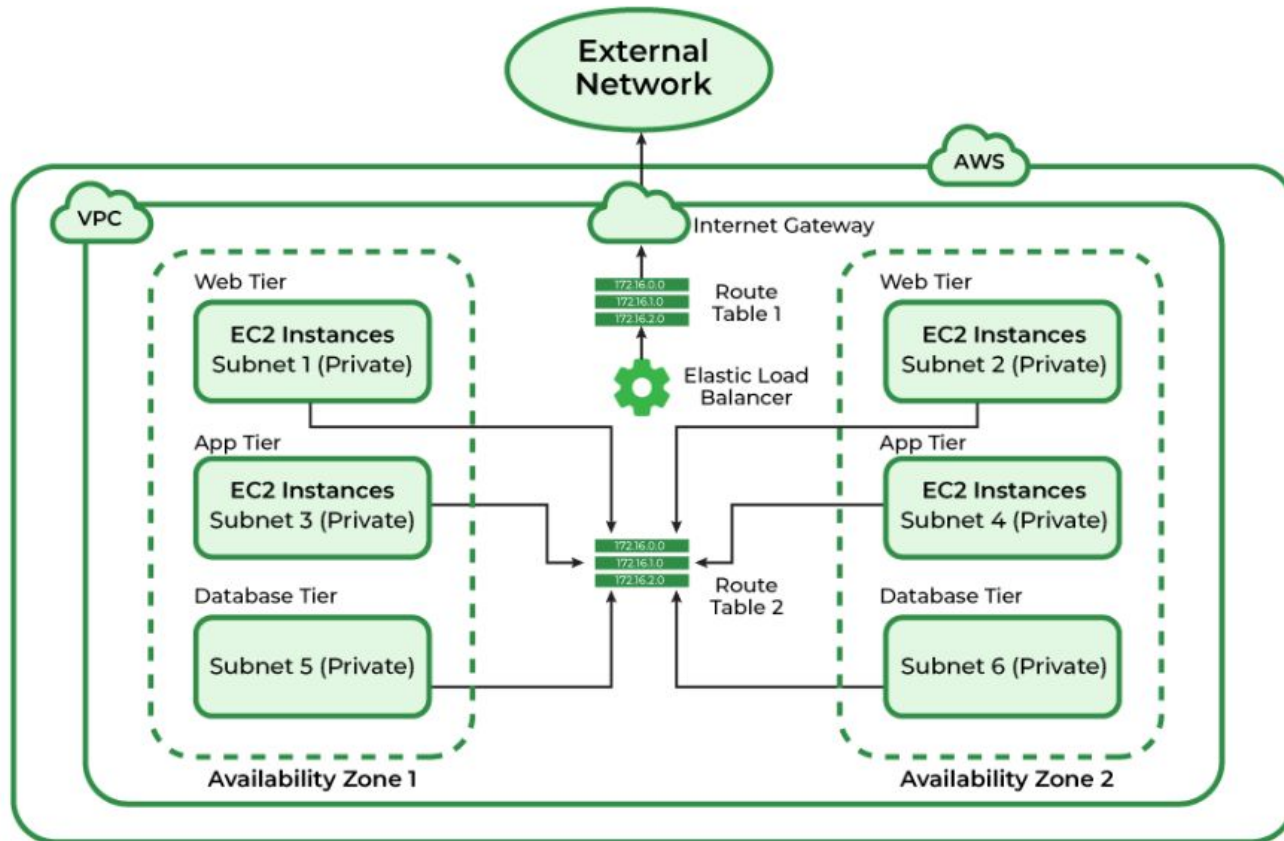 External
Network
AWS
VPC
Internet Gateway
Web Tier
EC2 Instances
Subnet 1 (Private)
App Tier
EC2 Instances
Subnet 3 (Private)
Database Tier
Subnet 5 (Private)
Availability Zone 1
172.16.0.0
172.16.1.0
172.16.2.0
Route
Table 1
Elastic Load
Balancer
172.16.0.0
172.16.1.0
172.16.2.0
Route
Table 2
Web Tier
EC2 Instances
Subnet 2 (Private)
App Tier
EC2 Instances
Subnet 4 (Private)
Database Tier
Subnet 6 (Private)
Availability Zone 2